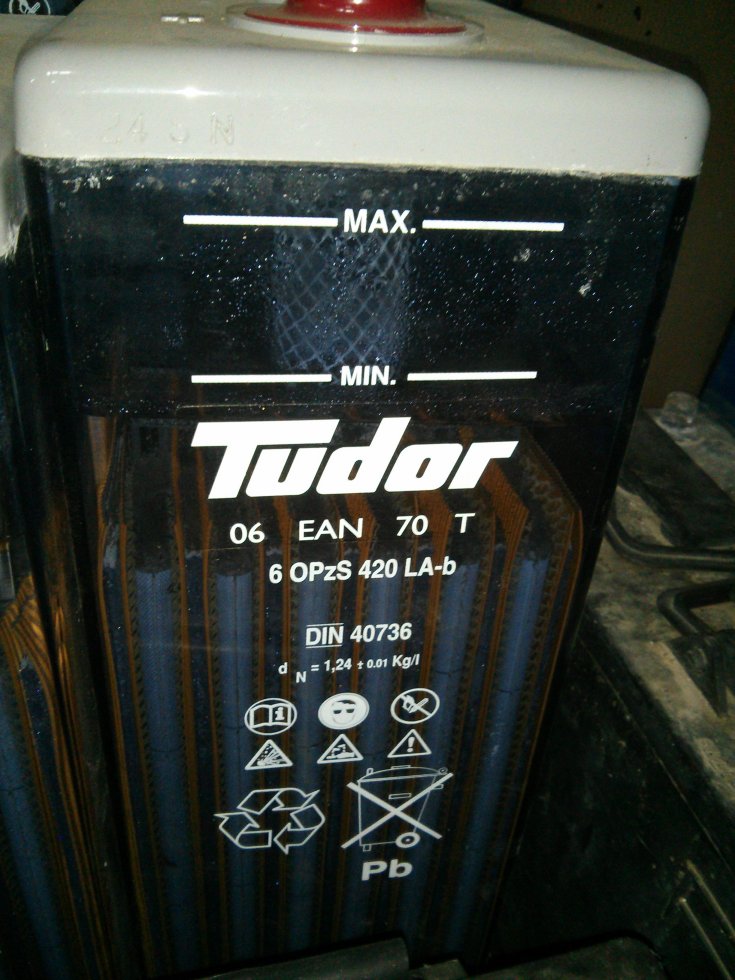 MAX.
MIN.
Tudor
06 EAN 70 T
6 OPzS 420 LA-b
DIN 40736
d N = 1,24 ± 0.01 Kg/l
Pb